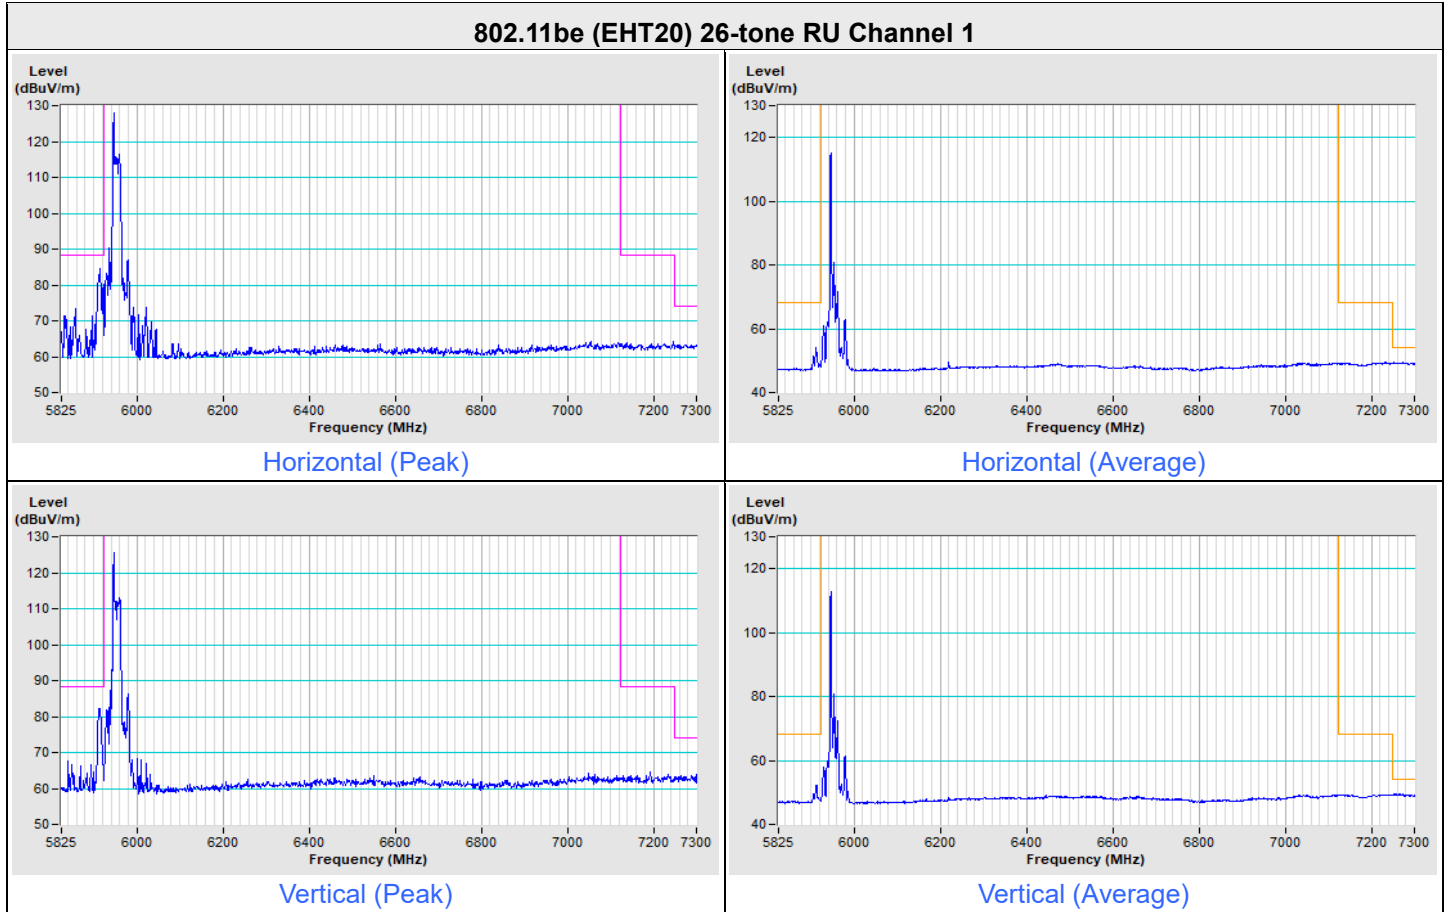 802.11be (EHT20) 26-tone RU Channel 1
Level
(dBuV/m)
130
120
110
100
90
80
70
60
50
5825 6000 6200 6400 6600 6800 7000 7200 7300
Frequency (MHz)
Horizontal (Peak)
Level
(dBuV/m)
130
120
100
80
60
40
5825 6000 6200 6400 6600 6800 7000 7200 7300
Frequency (MHz)
Horizontal (Average)
Level
(dBuV/m)
130
120
110
100
90
80
70
60
50
5825 6000 6200 6400 6600 6800 7000 7200 7300
Frequency (MHz)
Vertical (Peak)
Level
(dBuV/m)
130
120
100
80
60
40
5825 6000 6200 6400 6600 6800 7000 7200 7300
Frequency (MHz)
Vertical (Average)